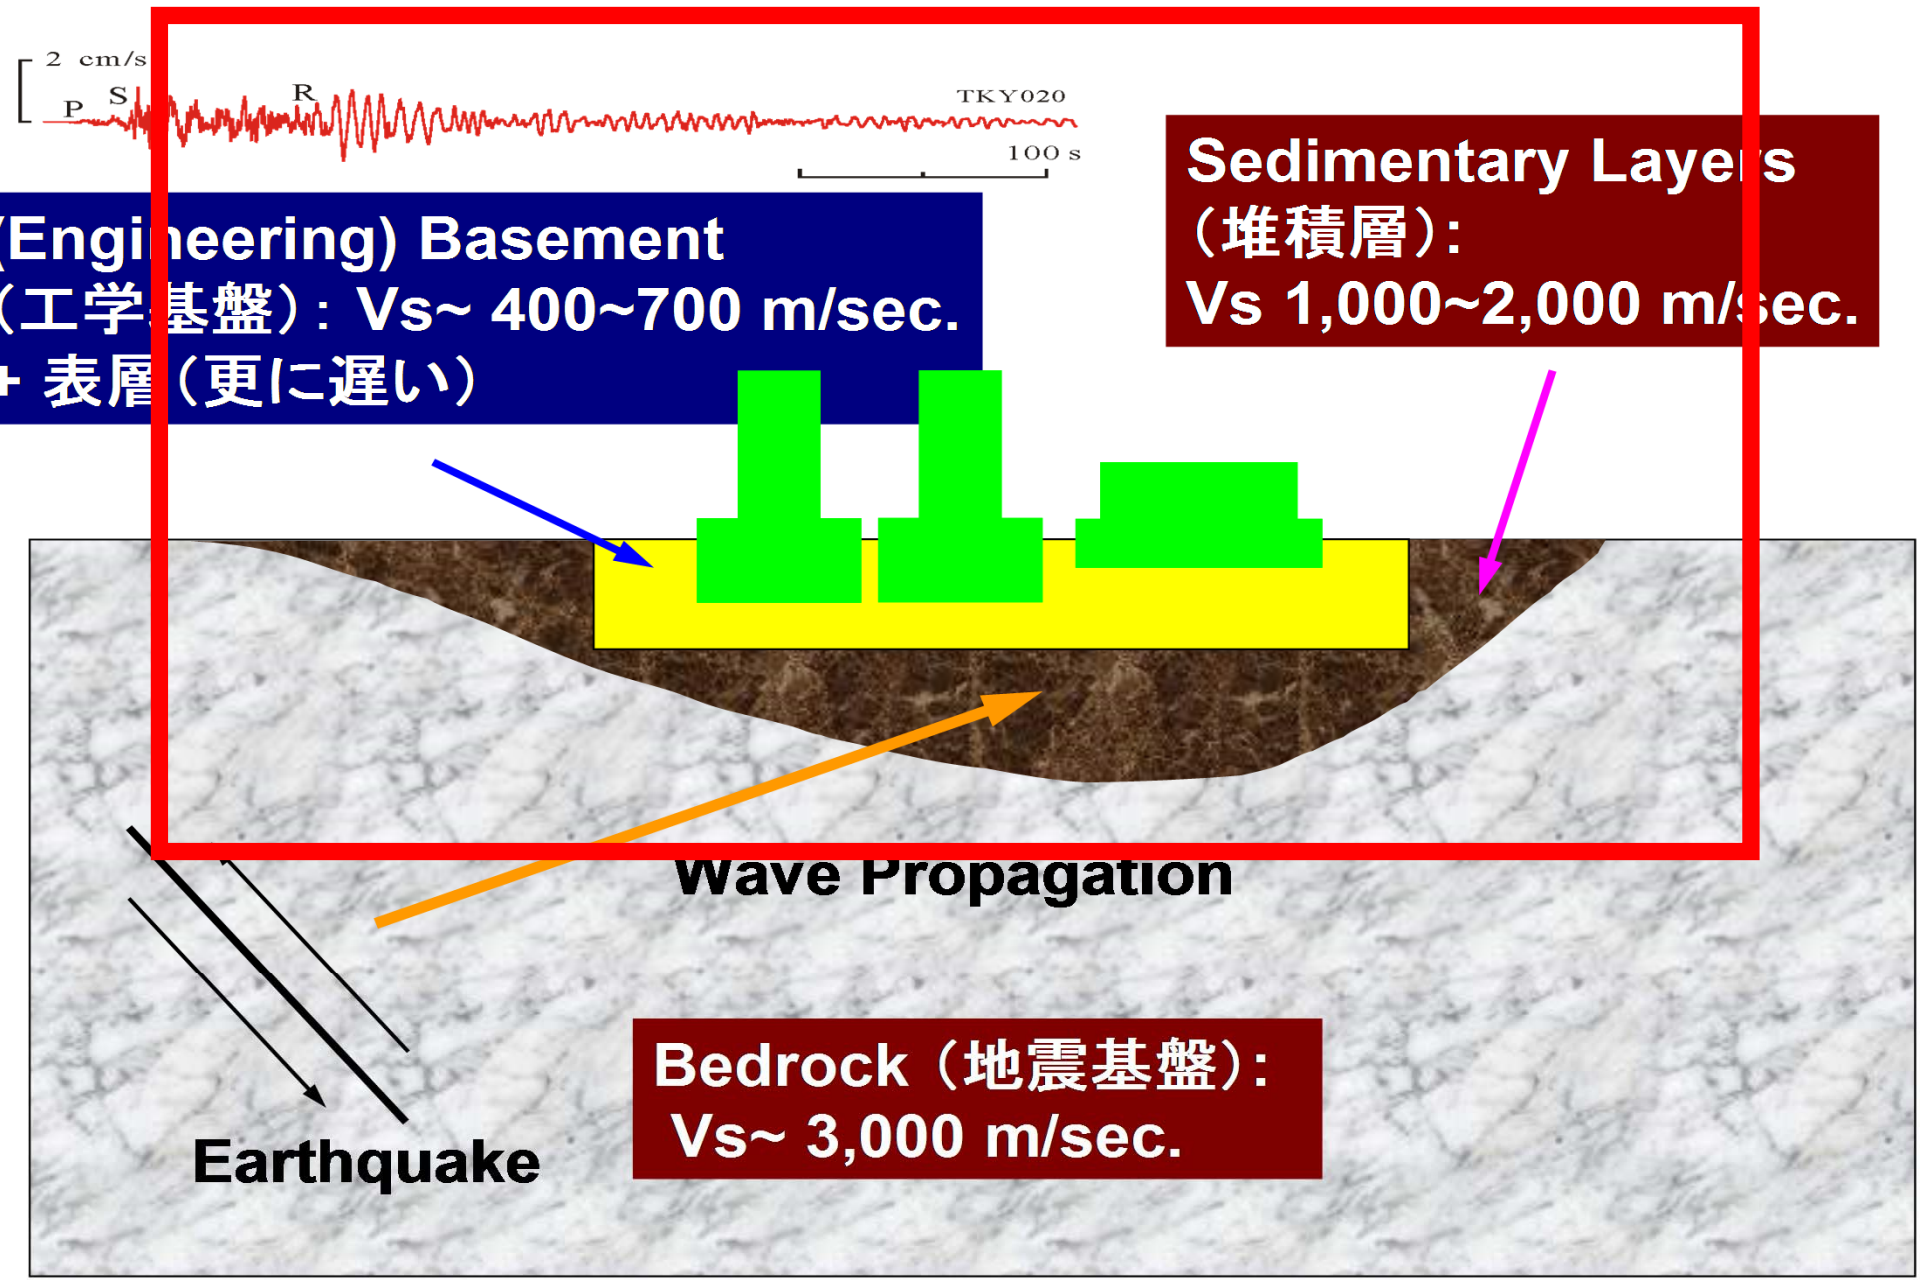 2 cm/s
P S R
TKY020
100 s
(Engineering) Basement
（工学基盤）: Vs~ 400~700 m/sec.
+ 表層（更に遅い）
Sedimentary Layers
（堆積層）:
Vs 1,000~2,000 m/sec.
Wave Propagation
Earthquake
Bedrock（地震基盤）:
Vs~ 3,000 m/sec.